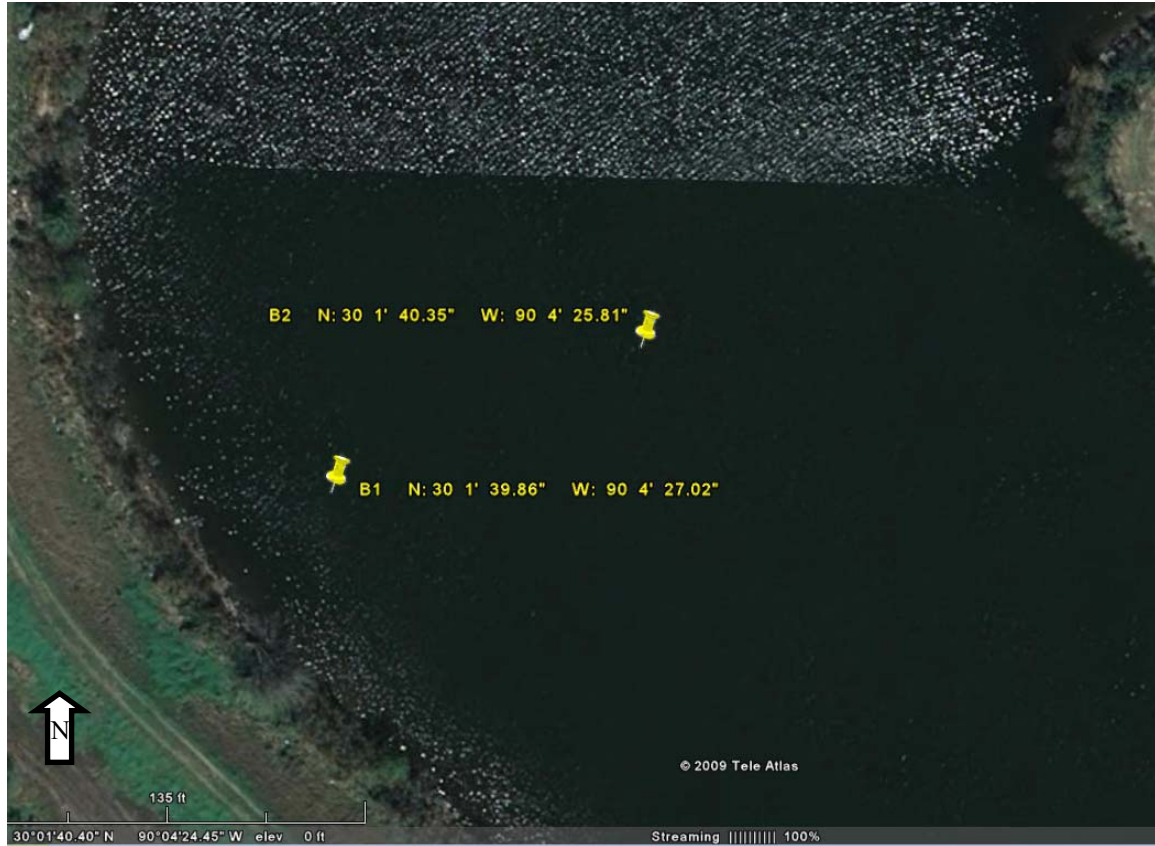 B2 N: 30 1' 40.35" W: 90 4' 25.81"
B1 N: 30 1' 39.86" W: 90 4' 27.02"
N
© 2009 Tele Atlas
135 ft
30°01'40.40" N 90°04'24.45" W elev 0 ft Streaming |||||||||| 100%